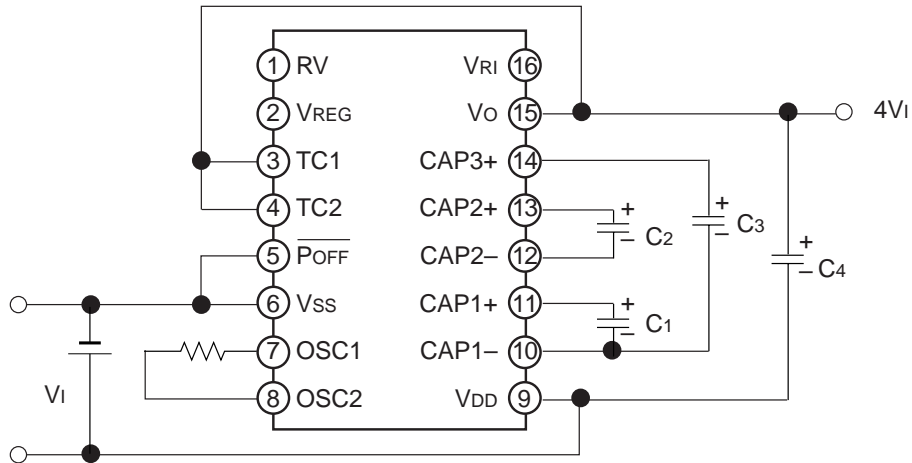 1 RV
2 VREG
3 TC1
4 TC2
5 POFF
6 VSS
7 OSC1
8 OSC2
VRI 16
VO 15
CAP3+ 14
CAP2+ 13
CAP2– 12
CAP1+ 11
CAP1– 10
VDD 9
VI
+
– C1
+
– C2
+
– C3
+
– C4
4VI